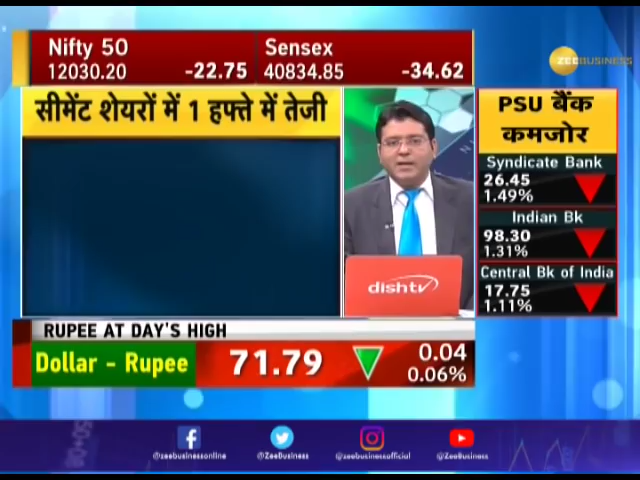 Nifty 50
12030.20 -22.75
Sensex
40834.85 -34.62
ZEEBUSINESS
सीमेंट शेयरों में 1 हफ्ते में तेजी
PSU बैंक
कमजोर
Syndicate Bank
26.45
1.49%
Indian Bk
98.30
1.31%
Central Bk of India
17.75
1.11%
dishtv
RUPEE AT DAY'S HIGH
Dollar - Rupee 71.79 0.04
0.06%
@zeebusinessonline @ZeeBusiness @zeebusinessofficial @ZeeBusiness